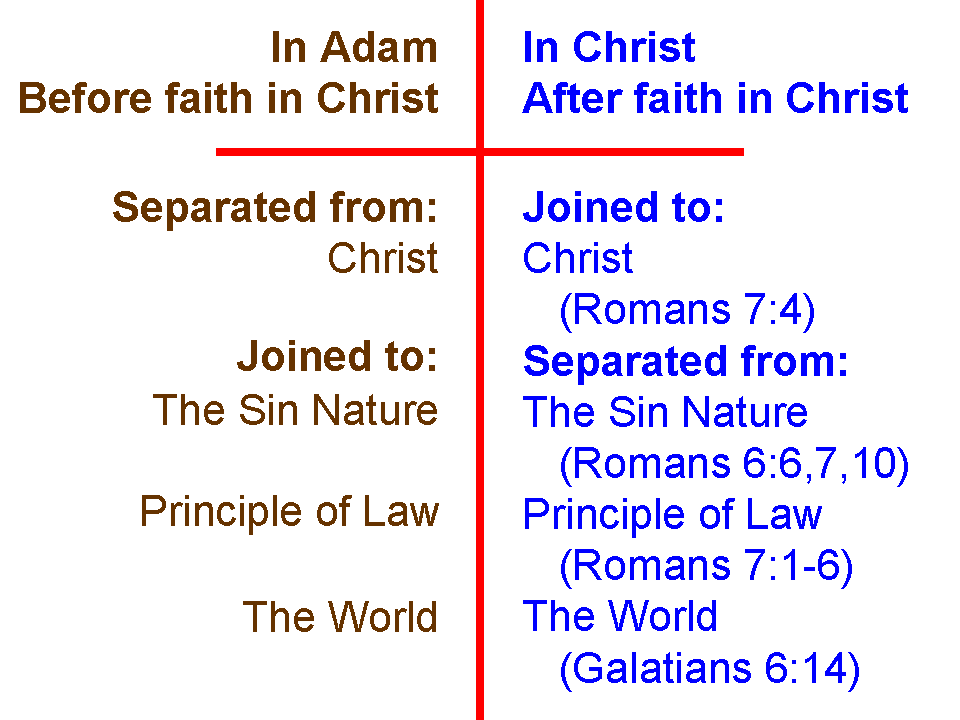 In Adam
Before faith in Christ
Separated from:
Christ
Joined to:
The Sin Nature
Principle of Law
The World
In Christ
After faith in Christ
Joined to:
Christ
(Romans 7:4)
Separated from:
The Sin Nature
(Romans 6:6,7,10)
Principle of Law
(Romans 7:1-6)
The World
(Galatians 6:14)